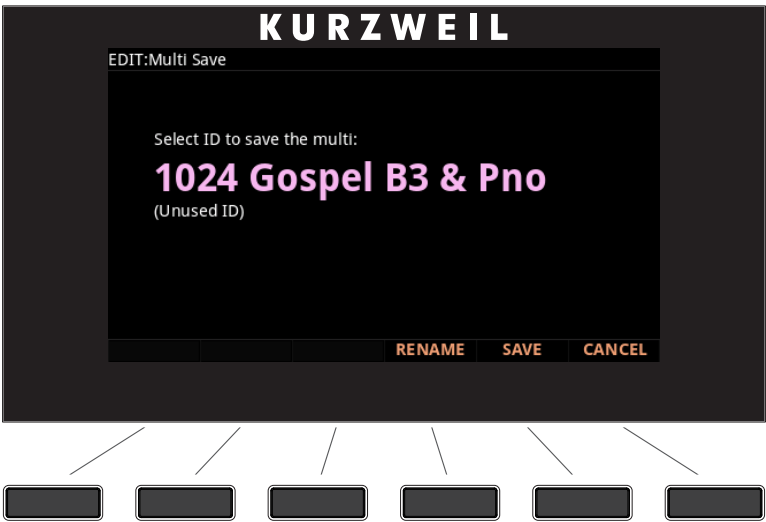 KURZWEIL
EDIT:Multi Save
Select ID to save the multi:
1024 Gospel B3 & Pno
(Unused ID)
RENAME SAVE CANCEL